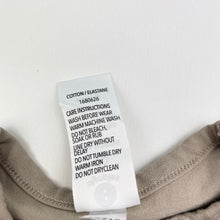 COTTON / ELASTANE
1680626
CARE INSTRUCTIONS
WASH BEFORE WEAR
WARM MACHINE WASH
DO NOT BLEACH,
SOAK OR RUB
LINE DRY WITHOUT
DELAY
DO NOT TUMBLE DRY
WARM IRON
DO NOT DRYCLEAN